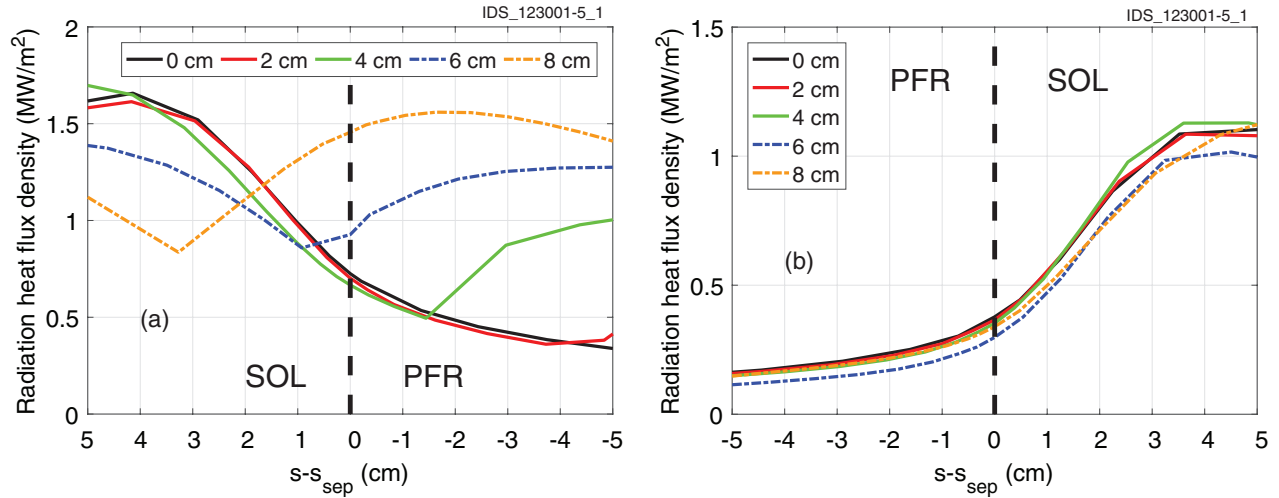 IDS_123001-5_1
Radiation heat flux density (MW/m²)
2
1.5
1
0.5
0
0 cm 2 cm 4 cm 6 cm 8 cm
(a)
SOL PFR
5 4 3 2 1 0 -1 -2 -3 -4 -5
s-s_sep (cm)
IDS_123001-5_1
Radiation heat flux density (MW/m²)
1.5
1
0.5
0
0 cm
2 cm
4 cm
6 cm
8 cm
PFR SOL
(b)
-5 -4 -3 -2 -1 0 1 2 3 4 5
s-s_sep (cm)